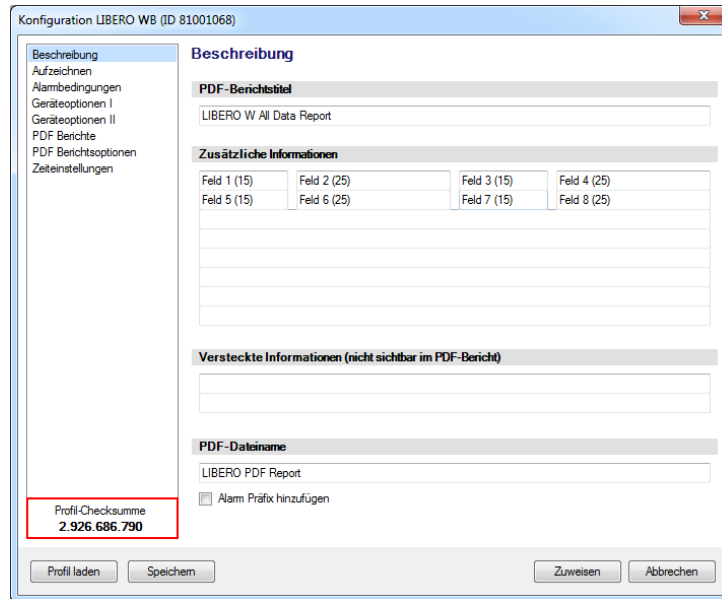 Konfiguration LIBERO WB (ID 81001068)
Beschreibung
Aufzeichnen
Alarmbedingungen
Geräteoptionen I
Geräteoptionen II
PDF Berichte
PDF Berichtsoptionen
Zeiteinstellungen
Profil-Checksumme
2.926.686.790
Beschreibung
PDF-Berichtstitel
LIBERO W All Data Report
Zusätzliche Informationen
Feld 1 (15) Feld 2 (25) Feld 3 (15) Feld 4 (25)
Feld 5 (15) Feld 6 (25) Feld 7 (15) Feld 8 (25)
Versteckte Informationen (nicht sichtbar im PDF-Bericht)
PDF-Dateiname
LIBERO PDF Report
Alarm Präfix hinzufügen
Profil laden Speichern Zuweisen Abbrechen